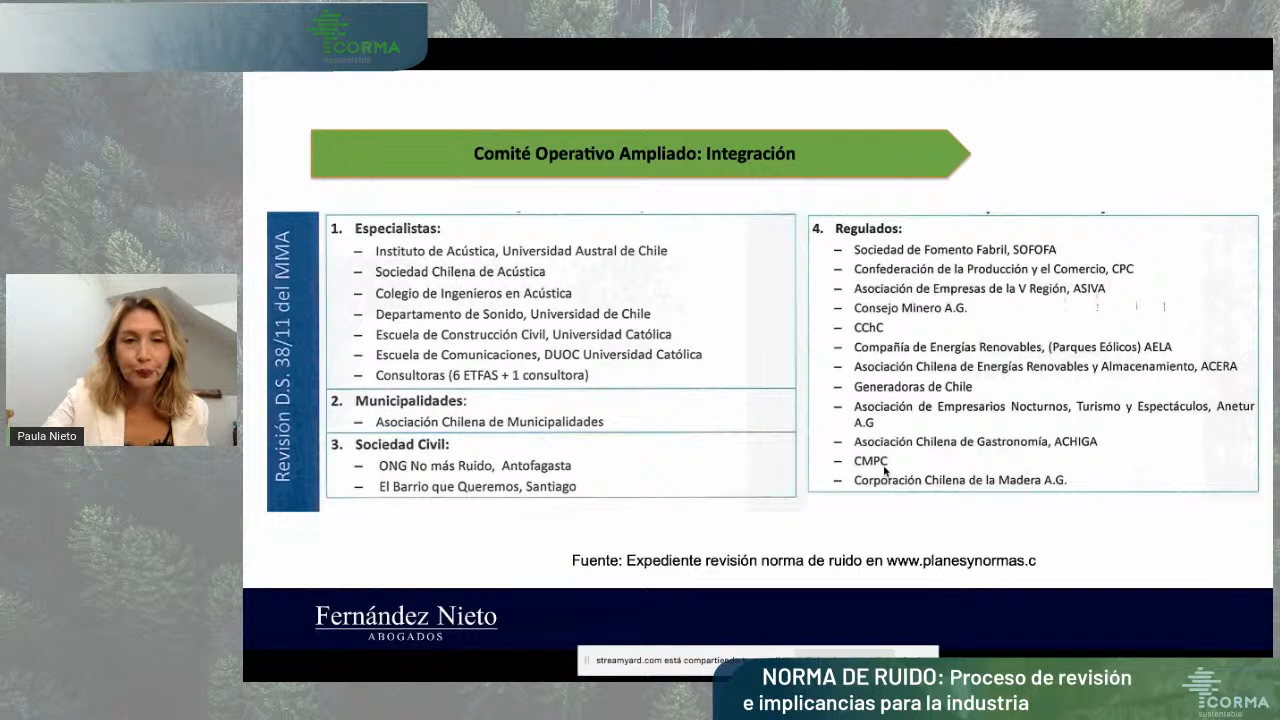 CORMA
sustentable
Comité Operativo Ampliado: Integración
Revisión D.S. 38/11 del MMA
1. Especialistas:
– Instituto de Acústica, Universidad Austral de Chile
– Sociedad Chilena de Acústica
– Colegio de Ingenieros en Acústica
– Departamento de Sonido, Universidad de Chile
– Escuela de Construcción Civil, Universidad Católica
– Escuela de Comunicaciones, DUOC Universidad Católica
– Consultoras (6 ETFAS + 1 consultora)
2. Municipalidades:
– Asociación Chilena de Municipalidades
3. Sociedad Civil:
– ONG No más Ruido, Antofagasta
– El Barrio que Queremos, Santiago
4. Regulados:
– Sociedad de Fomento Fabril, SOFOFA
– Confederación de la Producción y el Comercio, CPC
– Asociación de Empresas de la V Región, ASIVA
– Consejo Minero A.G.
– CChC
– Compañía de Energías Renovables, (Parques Eólicos) AELA
– Asociación Chilena de Energías Renovables y Almacenamiento, ACERA
– Generadoras de Chile
– Asociación de Empresarios Nocturnos, Turismo y Espectáculos, Anetur
A.G
– Asociación Chilena de Gastronomía, ACHIGA
– CMPC
– Corporación Chilena de la Madera A.G.
Paula Nieto
Fuente: Expediente revisión norma de ruido en www.planesynormas.c
Fernández Nieto
ABOGADOS
streamyard.com está compartiendo
NORMA DE RUIDO: Proceso de revisión
e implicancias para la industria
CORMA
sustentable